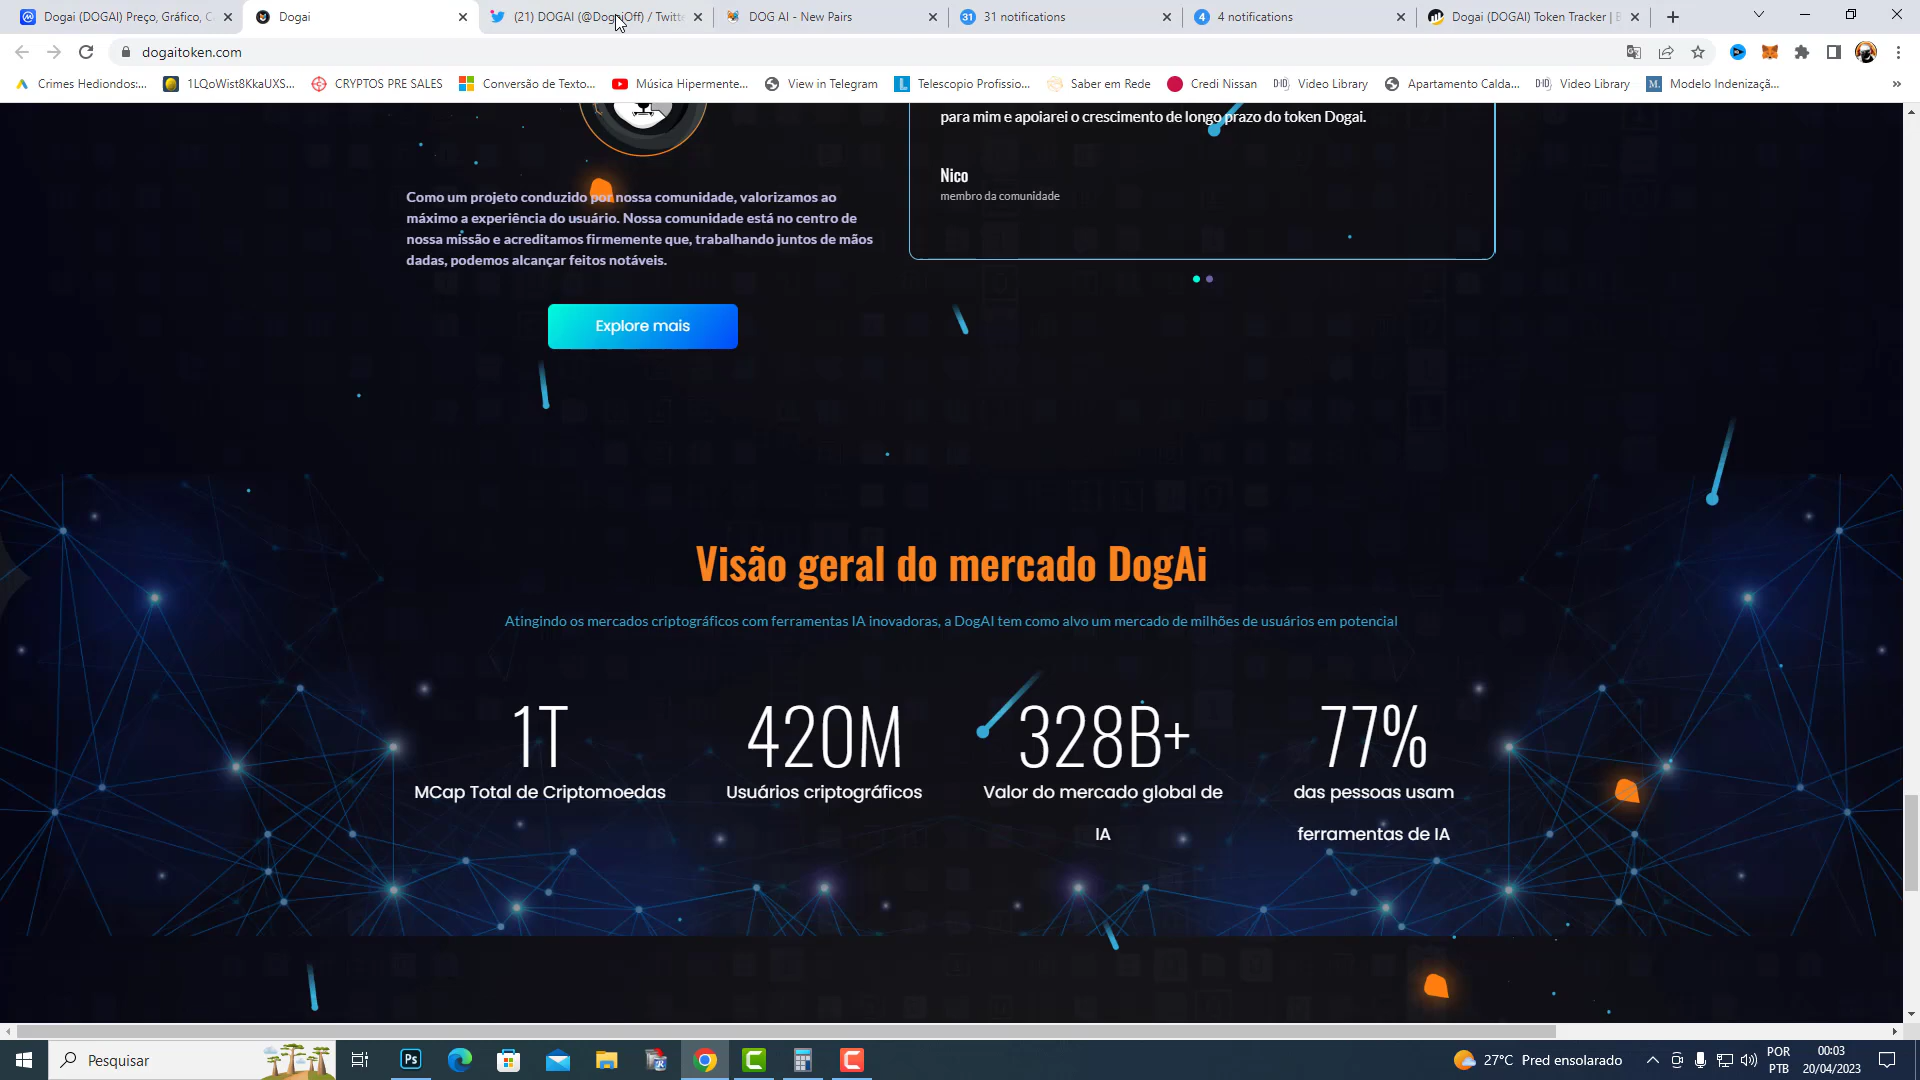 Dogai (DOGAI) Preço, Gráfico, C
Dogai
(21) DOGAI (@DogaiOff) / Twitte
DOG AI - New Pairs
31 notifications
4 notifications
Dogai (DOGAI) Token Tracker | B
dogaitoken.com
Crimes Hediondos:...
1LQoWist8KkaUXS...
CRYPTOS PRE SALES
Conversão de Texto...
Música Hipermente...
View in Telegram
Telescopio Profissio...
Saber em Rede
Credi Nissan
Video Library
Apartamento Calda...
Video Library
Modelo Indenizaçã...
para mim e apoiarei o crescimento de longo prazo do token Dogai.
Nico
membro da comunidade
Como um projeto conduzido por nossa comunidade, valorizamos ao
máximo a experiência do usuário. Nossa comunidade está no centro de
nossa missão e acreditamos firmemente que, trabalhando juntos de mãos
dadas, podemos alcançar feitos notáveis.
Explore mais
Visão geral do mercado DogAi
Atingindo os mercados criptográficos com ferramentas IA inovadoras, a DogAI tem como alvo um mercado de milhões de usuários em potencial
1T
MCap Total de Criptomoedas
420M
Usuários criptográficos
328B+
Valor do mercado global de
IA
77%
das pessoas usam
ferramentas de IA
Pesquisar
Ps
27°C Pred ensolarado
POR
PTB
00:03
20/04/2023